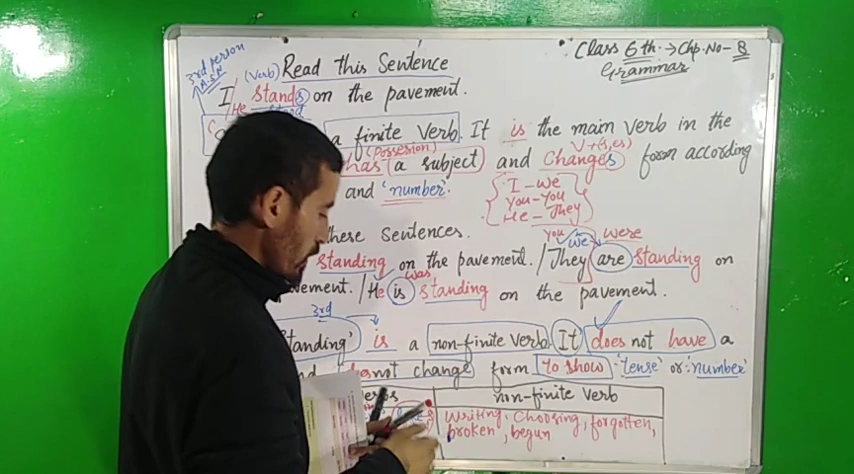 Class 6th. → Chp. No - 8
Grammar
3rd person
(Verb) Read This Sentence
I/He stands on the pavement.
a finite verb. It is the main verb in the
(possession) V+(s,es)
has a subject and changes form according
and 'number'.
I - We
You - You
He - They
these Sentences.
You We were
standing on the pavement. / They are standing on
was
pavement. / He is standing on the pavement.
3rd
'Standing' is a non-finite verb. It does not have a
not change form to show 'tense' or 'number'
non-finite verb
Writing, Choosing, forgotten,
broken, begun